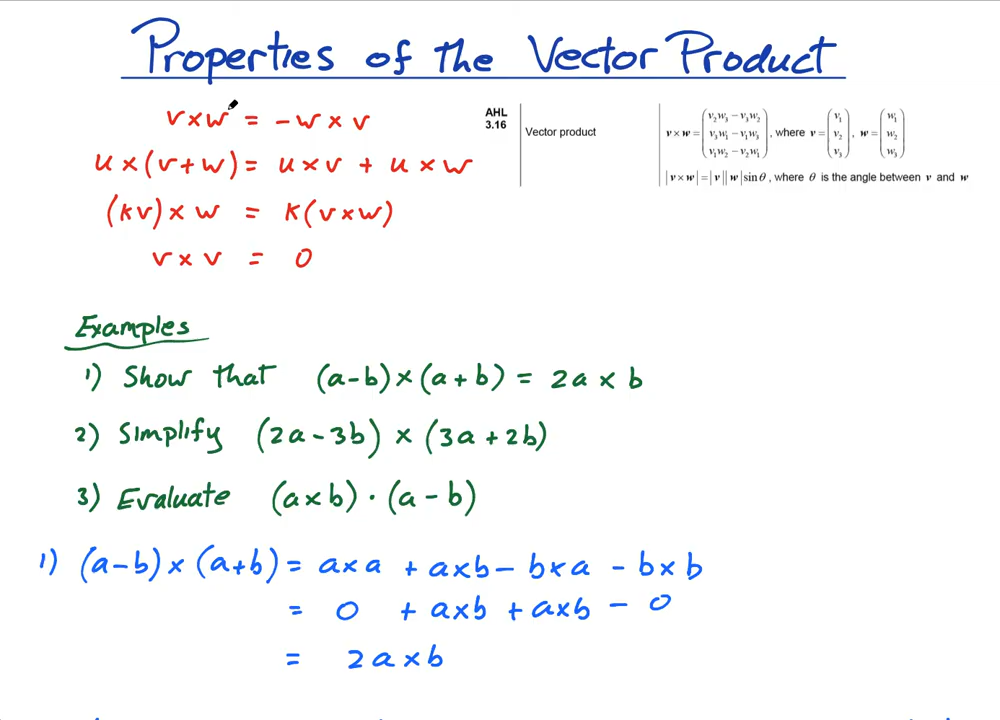 Properties of the Vector Product
v×w = -w×v
u×(v+w) = u×v + u×w
(kv)×w = k(v×w)
v×v = 0
AHL
3.16
Vector product
v×w = (v₂w₃ − v₃w₂, v₃w₁ − v₁w₃, v₁w₂ − v₂w₁), where v = (v₁, v₂, v₃), w = (w₁, w₂, w₃)
|v×w| = |v||w| sin θ, where θ is the angle between v and w
Examples
1) Show that (a-b)×(a+b) = 2a×b
2) Simplify (2a-3b) × (3a+2b)
3) Evaluate (a×b)·(a-b)
1) (a-b)×(a+b) = a×a + a×b - b×a - b×b
= 0 + a×b + a×b - 0
= 2a×b